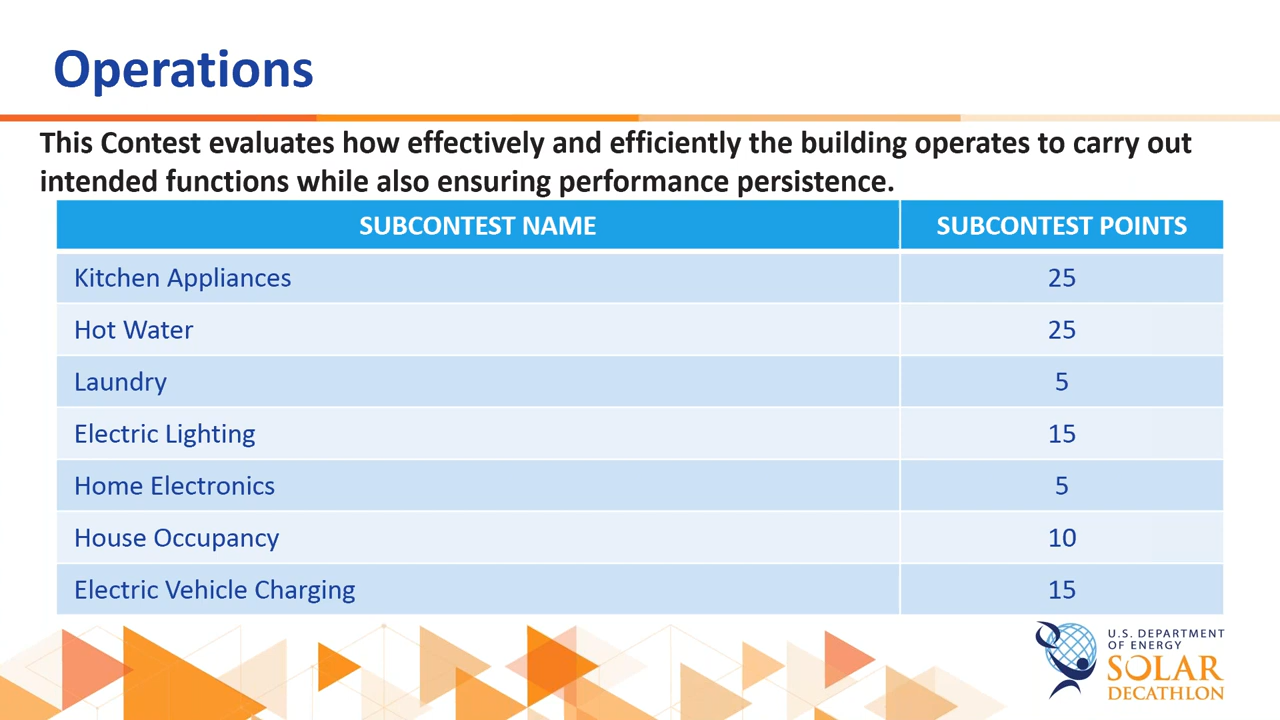 Operations
This Contest evaluates how effectively and efficiently the building operates to carry out
intended functions while also ensuring performance persistence.
SUBCONTEST NAME SUBCONTEST POINTS
Kitchen Appliances 25
Hot Water 25
Laundry 5
Electric Lighting 15
Home Electronics 5
House Occupancy 10
Electric Vehicle Charging 15
U.S. DEPARTMENT
OF ENERGY
SOLAR
DECATHLON